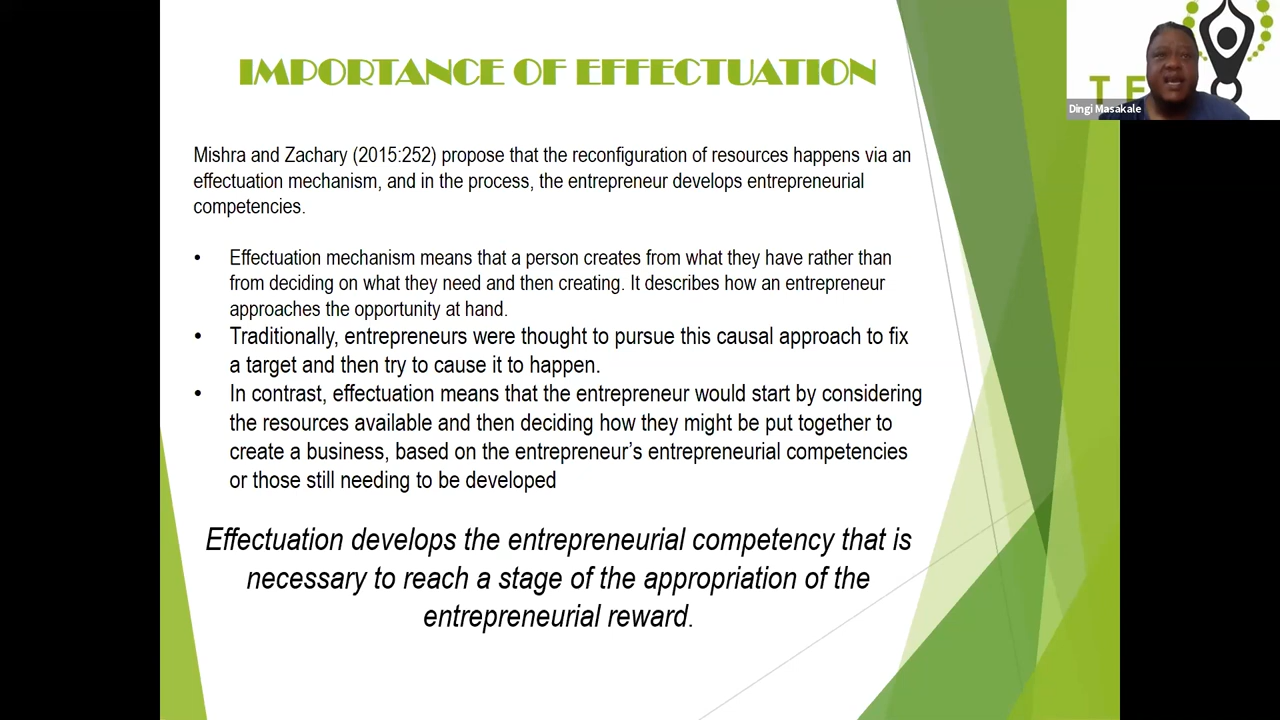 IMPORTANCE OF EFFECTUATION
T E
Dingi Masakale
Mishra and Zachary (2015:252) propose that the reconfiguration of resources happens via an
effectuation mechanism, and in the process, the entrepreneur develops entrepreneurial
competencies.
• Effectuation mechanism means that a person creates from what they have rather than
from deciding on what they need and then creating. It describes how an entrepreneur
approaches the opportunity at hand.
• Traditionally, entrepreneurs were thought to pursue this causal approach to fix
a target and then try to cause it to happen.
• In contrast, effectuation means that the entrepreneur would start by considering
the resources available and then deciding how they might be put together to
create a business, based on the entrepreneur’s entrepreneurial competencies
or those still needing to be developed
Effectuation develops the entrepreneurial competency that is
necessary to reach a stage of the appropriation of the
entrepreneurial reward.